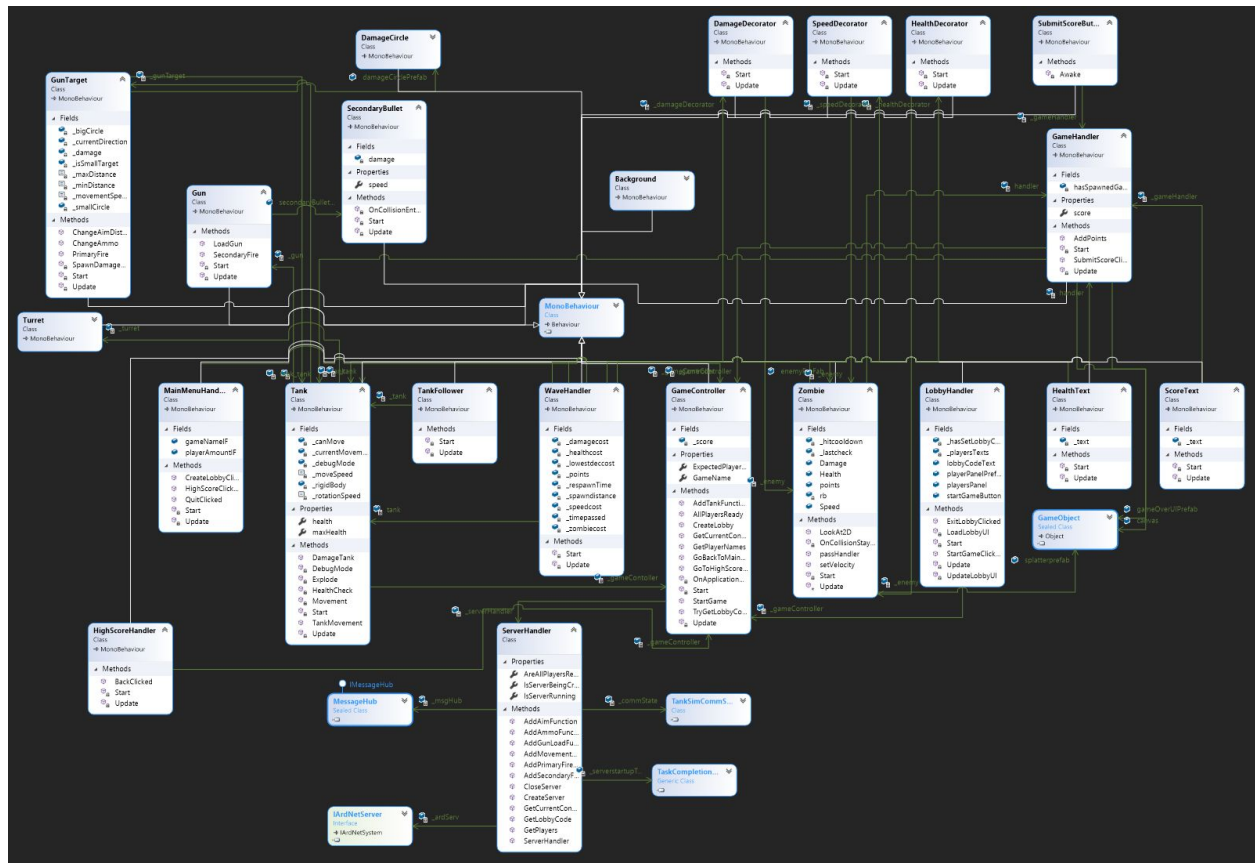 DamageCircle
Class
→ MonoBehaviour
DamageDecorator
Class
→ MonoBehaviour
Methods
Start
Update
SpeedDecorator
Class
→ MonoBehaviour
Methods
Start
Update
HealthDecorator
Class
→ MonoBehaviour
Methods
Start
Update
SubmitScoreBut...
Class
→ MonoBehaviour
Methods
Awake
_gunTarget
damageCirclePrefab
GunTarget
Class
→ MonoBehaviour
Fields
_bigCircle
_currentDirection
_damage
_isSmallTarget
_maxDistance
_minDistance
_movementSpe...
_smallCircle
Methods
ChangeAimDist...
ChangeAmmo
PrimaryFire
SpawnDamage...
Start
Update
SecondaryBullet
Class
→ MonoBehaviour
Fields
damage
Properties
speed
Methods
OnCollisionEnt...
Start
Update
_damageDecorator
_speedDecorator
_healthDecorator
_gameHandler
GameHandler
Class
→ MonoBehaviour
Fields
hasSpawnedGa...
Properties
score
Methods
AddPoints
Start
SubmitScoreCli...
Update
Gun
Class
→ MonoBehaviour
Methods
LoadGun
SecondaryFire
Start
Update
secondaryBullet...
_gun
Background
Class
→ MonoBehaviour
handler
_gameHandler
handler
Turret
Class
→ MonoBehaviour
_turret
MonoBehaviour
Class
→ Behaviour
_tank
enemyPrefab
_enemy
MainMenuHand...
Class
→ MonoBehaviour
Fields
gameNameIF
playerAmountIF
Methods
CreateLobbyCli...
HighScoreClick...
QuitClicked
Start
Update
Tank
Class
→ MonoBehaviour
Fields
_canMove
_currentMovem...
_debugMode
_moveSpeed
_rigidBody
_rotationSpeed
Properties
health
maxHealth
Methods
DamageTank
DebugMode
Explode
HealthCheck
Movement
Start
TankMovement
Update
_tank
TankFollower
Class
→ MonoBehaviour
Methods
Start
Update
tank
WaveHandler
Class
→ MonoBehaviour
Fields
_damagecost
_healthcost
_lowestdeccost
_points
_respawnTime
_spawndistance
_speedcost
_timepassed
_zombiecost
Methods
Start
Update
_gameController
GameController
Class
→ MonoBehaviour
Fields
_score
Properties
ExpectedPlayer...
GameName
Methods
AddTankFuncti...
AllPlayersReady
CreateLobby
GetCurrentCon...
GetPlayerNames
GoBackToMain...
GoToHighScore...
OnApplication...
Start
StartGame
TryGetLobbyCo...
Update
_enemy
Zombie
Class
→ MonoBehaviour
Fields
_hitcooldown
_lastcheck
Damage
Health
points
rb
Speed
Methods
LookAt2D
OnCollisionStay...
passHandler
setVelocity
Start
Update
_enemy
LobbyHandler
Class
→ MonoBehaviour
Fields
_hasSetLobbyC...
_playersTexts
lobbyCodeText
playerPanelPref...
playersPanel
startGameButton
Methods
ExitLobbyClicked
LoadLobbyUI
Start
StartGameClick...
Update
UpdateLobbyUI
HealthText
Class
→ MonoBehaviour
Fields
_text
Methods
Start
Update
ScoreText
Class
→ MonoBehaviour
Fields
_text
Methods
Start
Update
gameOverUIPrefab
canvas
GameObject
Sealed Class
→ Object
splatterprefab
_gameController
_serverHandler
_gameController
HighScoreHandler
Class
→ MonoBehaviour
Methods
BackClicked
Start
Update
ServerHandler
Class
Properties
AreAllPlayersRe...
IsServerBeingCr...
IsServerRunning
Methods
AddAimFunction
AddAmmoFunc...
AddGunLoadFu...
AddMovement...
AddPrimaryFire...
AddSecondaryF...
CloseServer
CreateServer
GetCurrentCon...
GetLobbyCode
GetPlayers
ServerHandler
IMessageHub
MessageHub
Sealed Class
_msgHub
_commState
TankSimCommS...
Class
_serverstartupT...
TaskCompletion...
Generic Class
IArdNetServer
Interface
→ IArdNetSystem
_ardServ